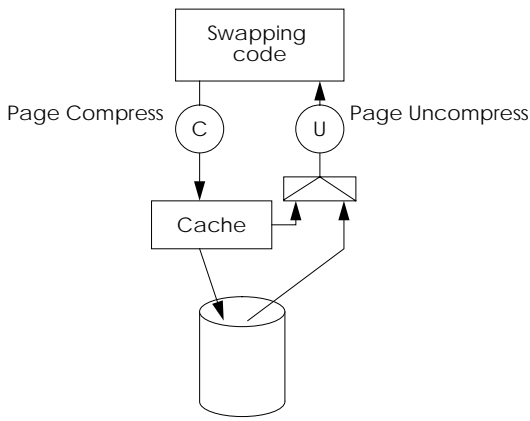 Swapping
code
Page Compress
Page Uncompress
C
U
Cache